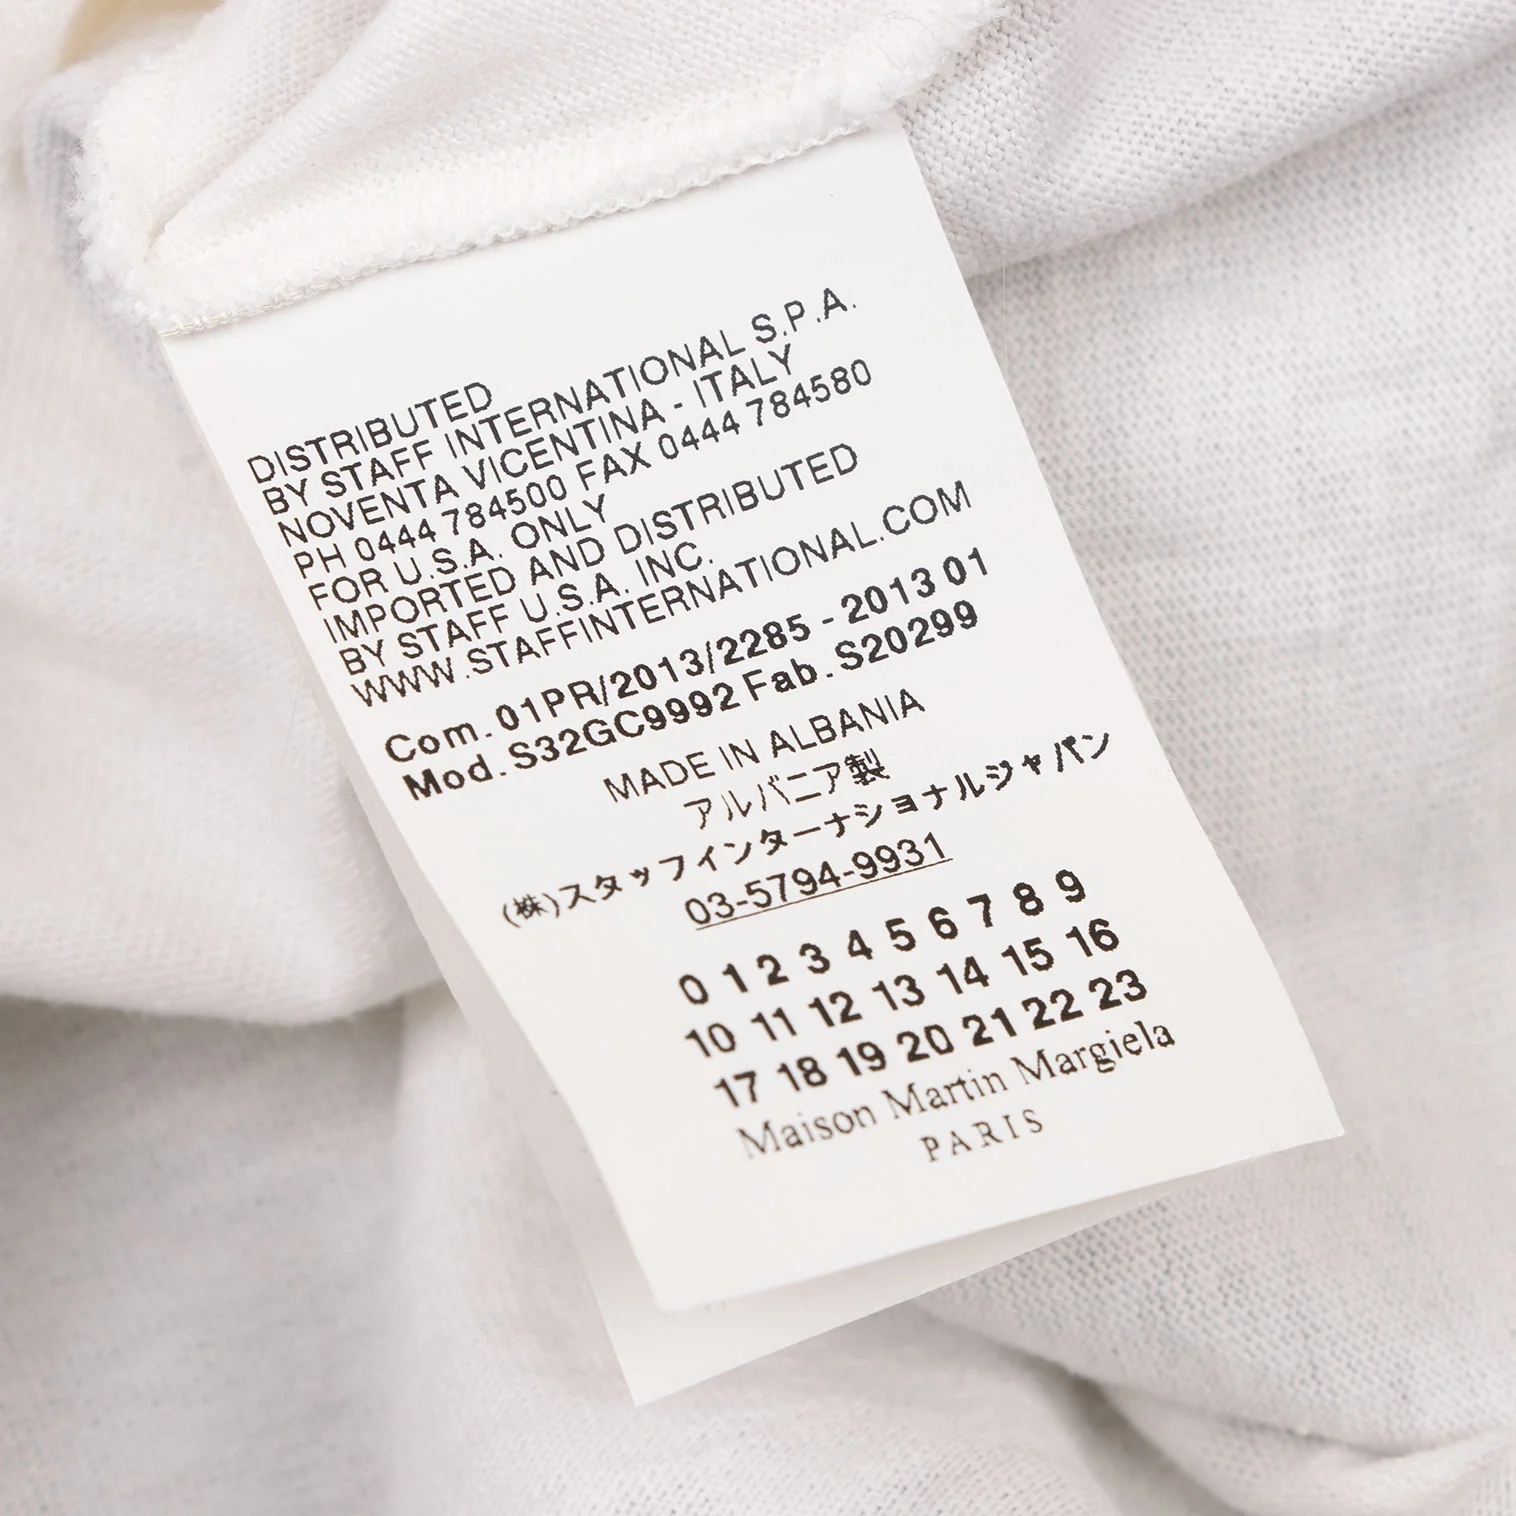 DISTRIBUTED
BY STAFF INTERNATIONAL S.P.A.
NOVENTA VICENTINA - ITALY
PH 0444 784500 FAX 0444 784580
FOR U.S.A. ONLY
IMPORTED AND DISTRIBUTED
BY STAFF U.S.A. INC.
WWW.STAFFINTERNATIONAL.COM
Com. 01PR/2013/2285 - 2013 01
Mod. S32GC9992 Fab. S20299
MADE IN ALBANIA
アルバニア製
(株)スタッフインターナショナルジャパン
03-5794-9931
0 1 2 3 4 5 6 7 8 9
10 11 12 13 14 15 16
17 18 19 20 21 22 23
Maison Martin Margiela
PARIS